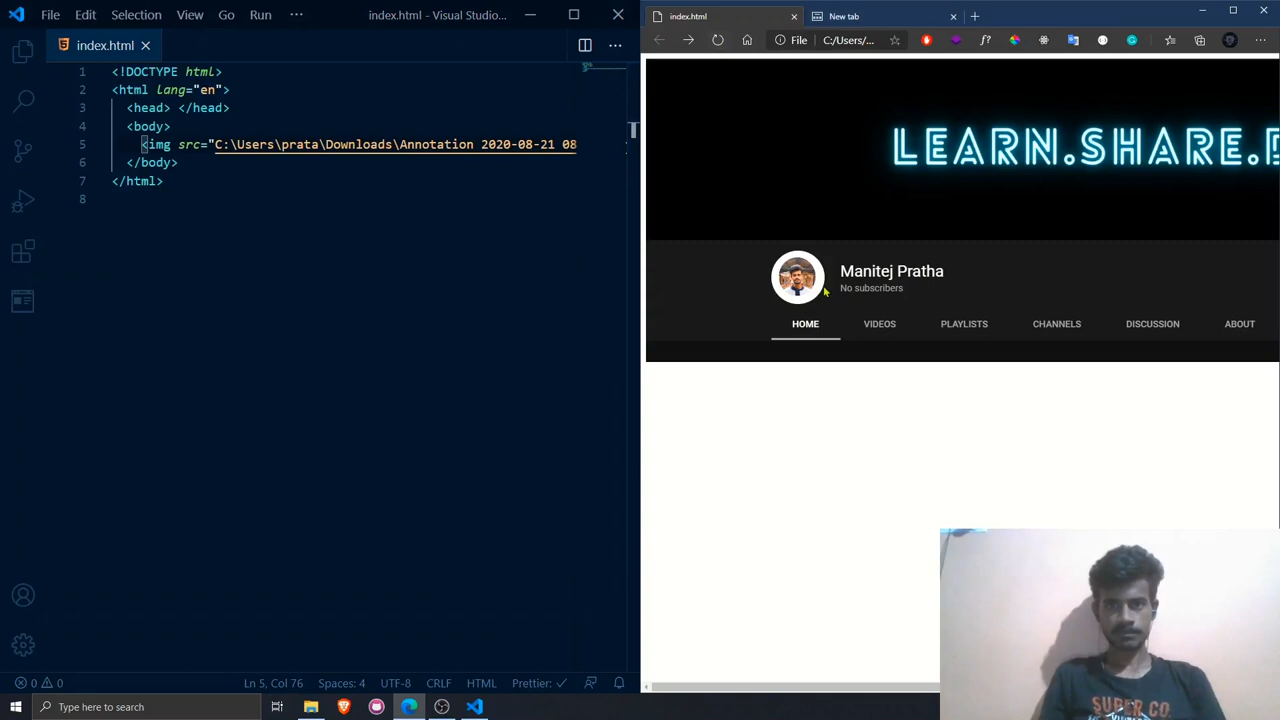 File Edit Selection View Go Run ··· index.html - Visual Studio...
index.html
1 <!DOCTYPE html>
2 <html lang="en">
3 <head> </head>
4 <body>
5 <img src="C:\Users\prata\Downloads\Annotation 2020-08-21 08
6 </body>
7 </html>
8
0 0 Ln 5, Col 76 Spaces: 4 UTF-8 CRLF HTML Prettier: ✓
index.html New tab
File C:/Users/... f?
LEARN.SHARE.
Manitej Pratha
No subscribers
HOME VIDEOS PLAYLISTS CHANNELS DISCUSSION ABOUT
SUPER CO.
Type here to search